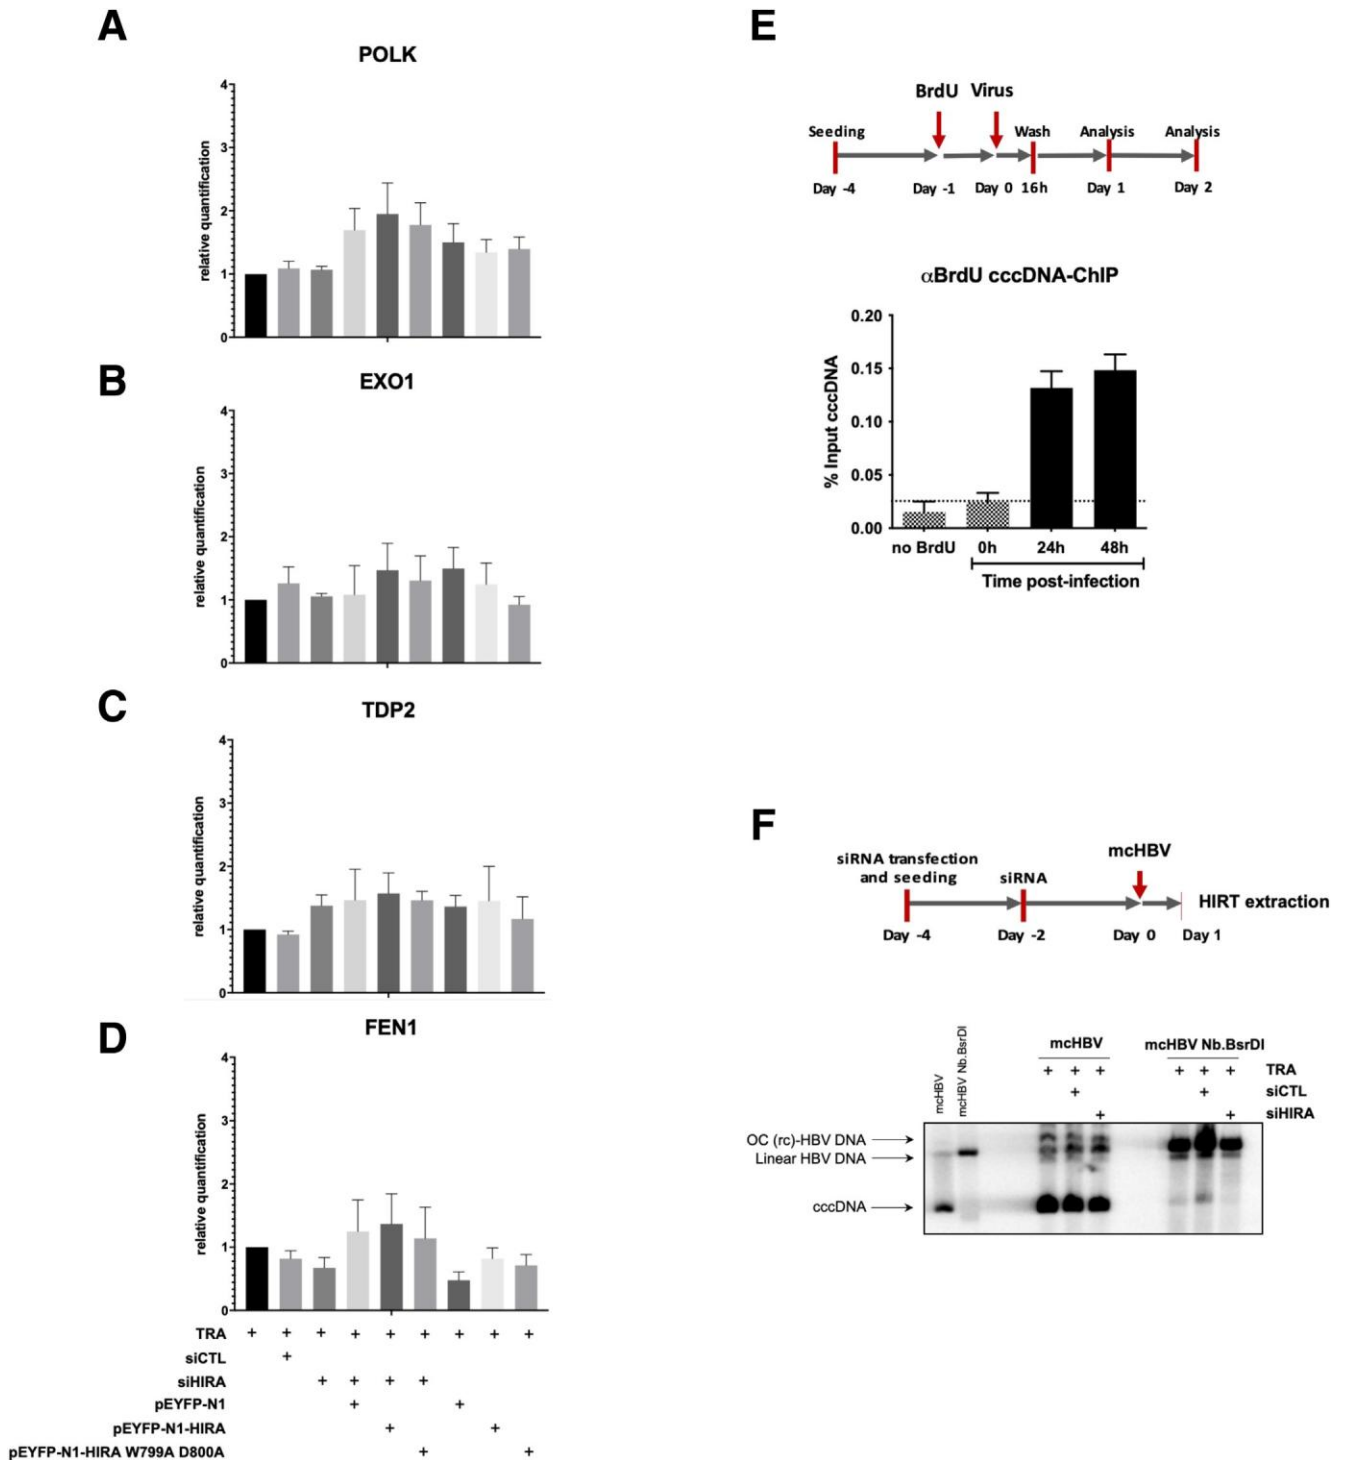 A
POLK
4
3
2
1
0
relative quantification
B
EXO1
4
3
2
1
0
relative quantification
C
TDP2
4
3
2
1
0
relative quantification
D
FEN1
4
3
2
1
0
relative quantification
TRA + + + + + + + + +
siCTL +
siHIRA + + + +
pEYFP-N1 + +
pEYFP-N1-HIRA + +
pEYFP-N1-HIRA W799A D800A + +
E
BrdU Virus
Seeding Wash Analysis Analysis
Day -4 Day -1 Day 0 16h Day 1 Day 2
αBrdU cccDNA-ChIP
0.20
0.15
0.10
0.05
0.00
% Input cccDNA
no BrdU 0h 24h 48h
Time post-infection
F
mcHBV
siRNA transfection
and seeding
siRNA
HIRT extraction
Day -4 Day -2 Day 0 Day 1
mcHBV
mcHBV Nb.BsrDI
mcHBV mcHBV Nb.BsrDI
+ + + + + + TRA
+ + siCTL
+ + siHIRA
OC (rc)-HBV DNA
Linear HBV DNA
cccDNA